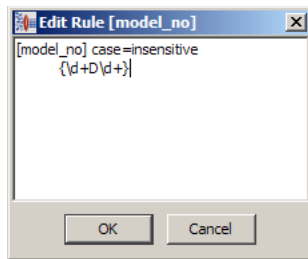 Edit Rule [model_no]
[model_no] case=insensitive
{\d+D\d+}
OK
Cancel